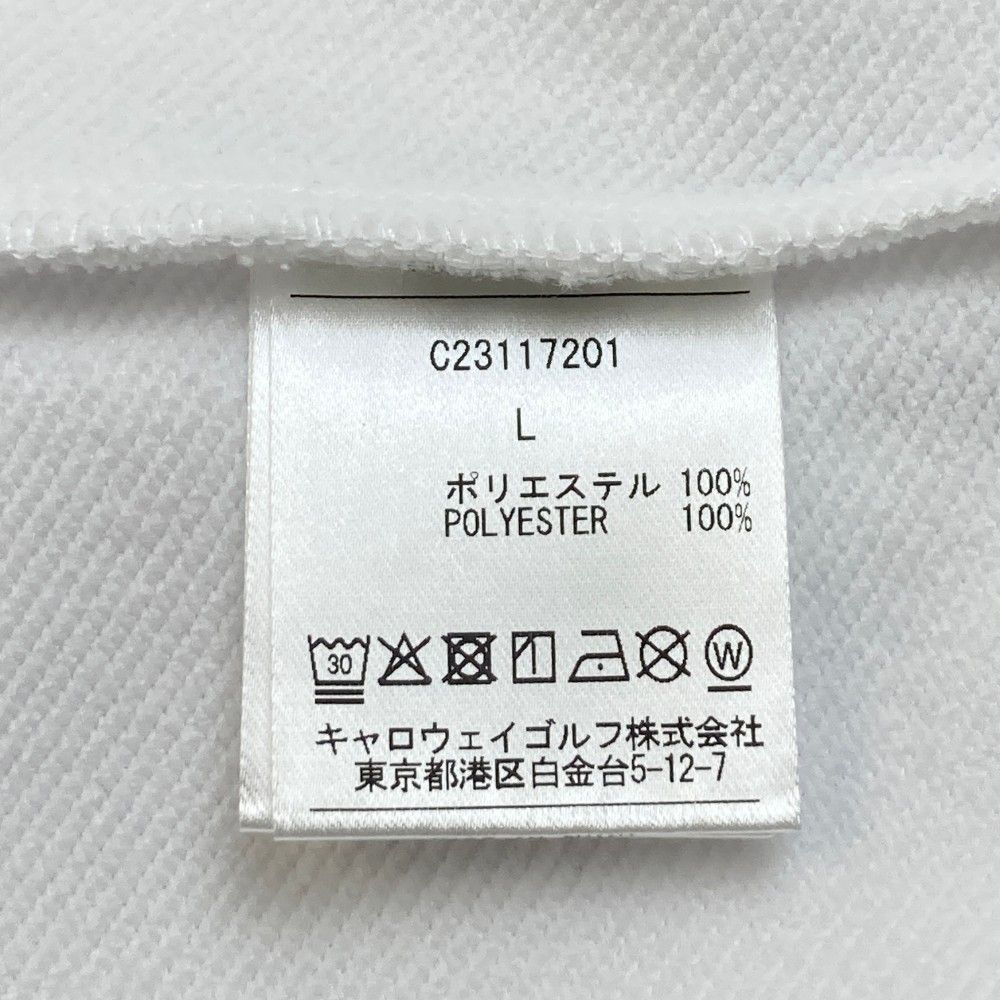 C23117201
L
ポリエステル 100%
POLYESTER 100%
30 W
キャロウェイゴルフ株式会社
東京都港区白金台5-12-7